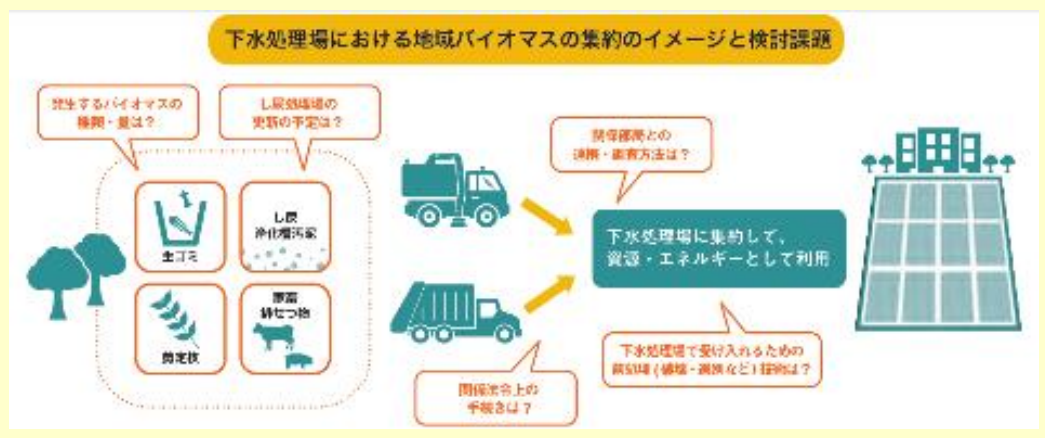 下水処理場における地域バイオマスの集約のイメージと検討課題
発生するバイオマスの
種類・量は？
し尿処理場の
更新の予定は？
関係部局との
連携・調整方法は？
生ゴミ
し尿
浄化槽汚泥
剪定枝
家畜
排せつ物
下水処理場に集約して、
資源・エネルギーとして利用
関係法令上の
手続きは？
下水処理場で受け入れるための
前処理(破砕・選別など)技術は？